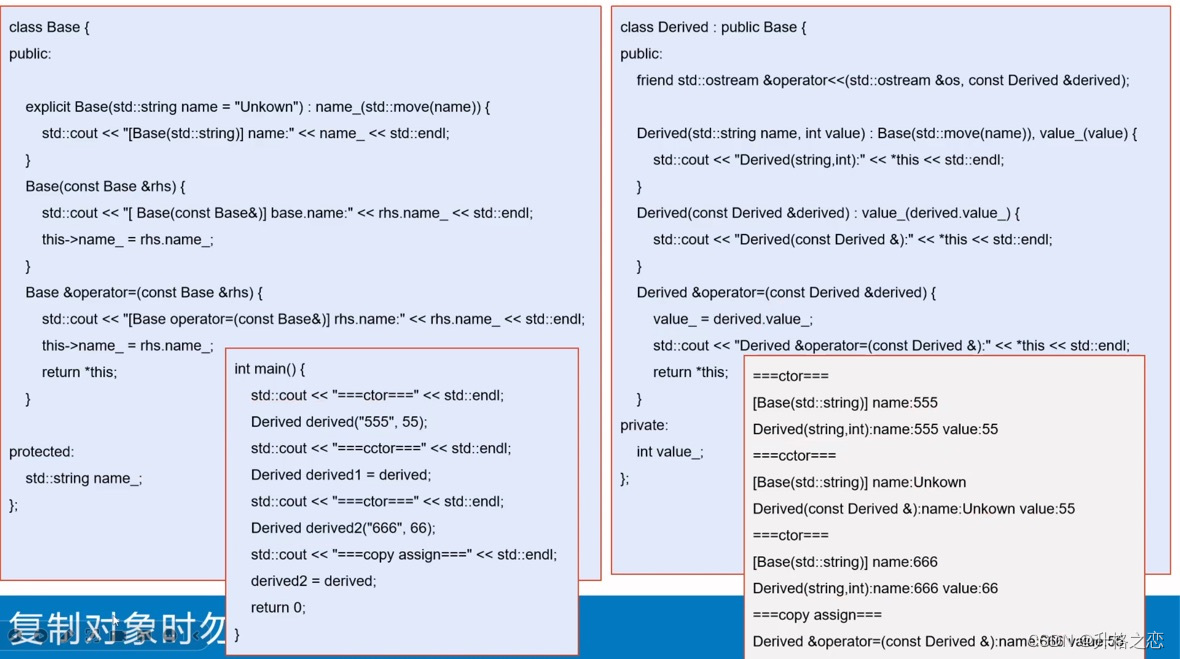 class Base {
public:
explicit Base(std::string name = "Unkown") : name_(std::move(name)) {
std::cout << "[Base(std::string)] name:" << name_ << std::endl;
}
Base(const Base &rhs) {
std::cout << "[ Base(const Base&)] base.name:" << rhs.name_ << std::endl;
this->name_ = rhs.name_;
}
Base &operator=(const Base &rhs) {
std::cout << "[Base operator=(const Base&)] rhs.name:" << rhs.name_ << std::endl;
this->name_ = rhs.name_;
return *this;
}
protected:
std::string name_;
};
int main() {
std::cout << "===ctor===" << std::endl;
Derived derived("555", 55);
std::cout << "===cctor===" << std::endl;
Derived derived1 = derived;
std::cout << "===ctor===" << std::endl;
Derived derived2("666", 66);
std::cout << "===copy assign===" << std::endl;
derived2 = derived;
return 0;
}
class Derived : public Base {
public:
friend std::ostream &operator<<(std::ostream &os, const Derived &derived);
Derived(std::string name, int value) : Base(std::move(name)), value_(value) {
std::cout << "Derived(string,int):" << *this << std::endl;
}
Derived(const Derived &derived) : value_(derived.value_) {
std::cout << "Derived(const Derived &):" << *this << std::endl;
}
Derived &operator=(const Derived &derived) {
value_ = derived.value_;
std::cout << "Derived &operator=(const Derived &):" << *this << std::endl;
return *this;
}
private:
int value_;
};
===ctor===
[Base(std::string)] name:555
Derived(string,int):name:555 value:55
===cctor===
[Base(std::string)] name:Unkown
Derived(const Derived &):name:Unkown value:55
===ctor===
[Base(std::string)] name:666
Derived(string,int):name:666 value:66
===copy assign===
Derived &operator=(const Derived &):name:666 value:55
复制对象时勿
CSDN @升格之恋